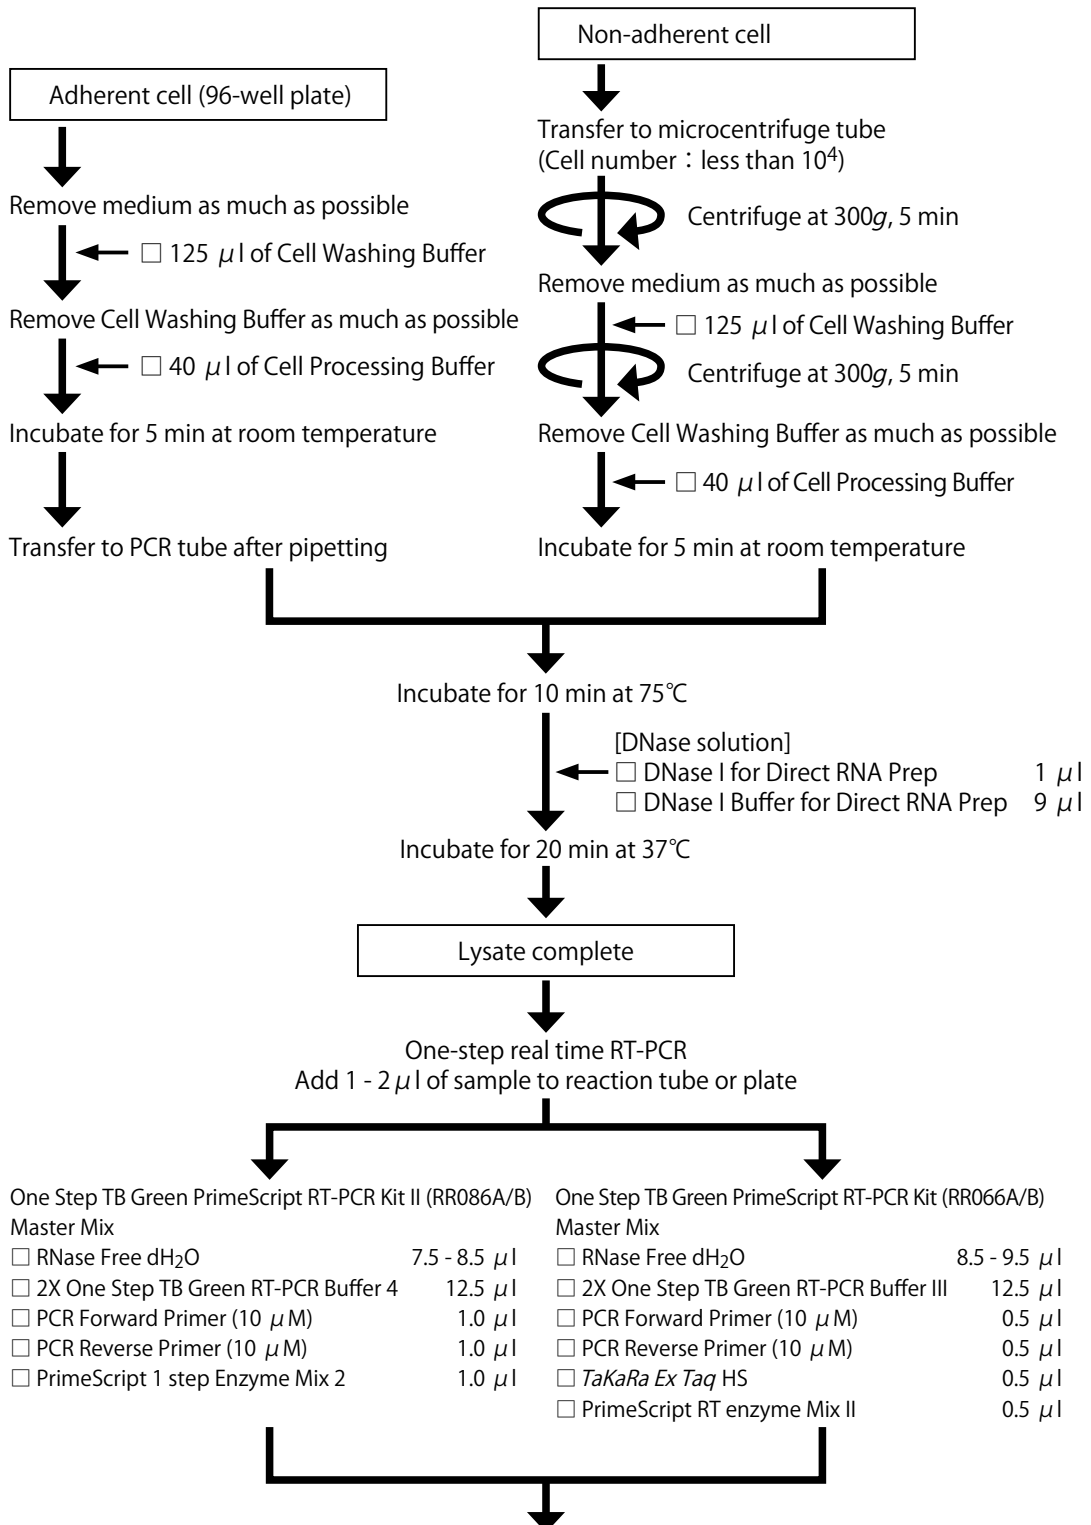 Adherent cell (96-well plate)
Remove medium as much as possible
□ 125 μl of Cell Washing Buffer
Remove Cell Washing Buffer as much as possible
□ 40 μl of Cell Processing Buffer
Incubate for 5 min at room temperature
Transfer to PCR tube after pipetting
Non-adherent cell
Transfer to microcentrifuge tube
(Cell number：less than 10⁴)
Centrifuge at 300g, 5 min
Remove medium as much as possible
□ 125 μl of Cell Washing Buffer
Centrifuge at 300g, 5 min
Remove Cell Washing Buffer as much as possible
□ 40 μl of Cell Processing Buffer
Incubate for 5 min at room temperature
Incubate for 10 min at 75℃
[DNase solution]
□ DNase I for Direct RNA Prep 1 μl
□ DNase I Buffer for Direct RNA Prep 9 μl
Incubate for 20 min at 37℃
Lysate complete
One-step real time RT-PCR
Add 1 - 2 μl of sample to reaction tube or plate
One Step TB Green PrimeScript RT-PCR Kit II (RR086A/B)
Master Mix
□ RNase Free dH₂O 7.5 - 8.5 μl
□ 2X One Step TB Green RT-PCR Buffer 4 12.5 μl
□ PCR Forward Primer (10 μM) 1.0 μl
□ PCR Reverse Primer (10 μM) 1.0 μl
□ PrimeScript 1 step Enzyme Mix 2 1.0 μl
One Step TB Green PrimeScript RT-PCR Kit (RR066A/B)
Master Mix
□ RNase Free dH₂O 8.5 - 9.5 μl
□ 2X One Step TB Green RT-PCR Buffer III 12.5 μl
□ PCR Forward Primer (10 μM) 0.5 μl
□ PCR Reverse Primer (10 μM) 0.5 μl
□ TaKaRa Ex Taq HS 0.5 μl
□ PrimeScript RT enzyme Mix II 0.5 μl